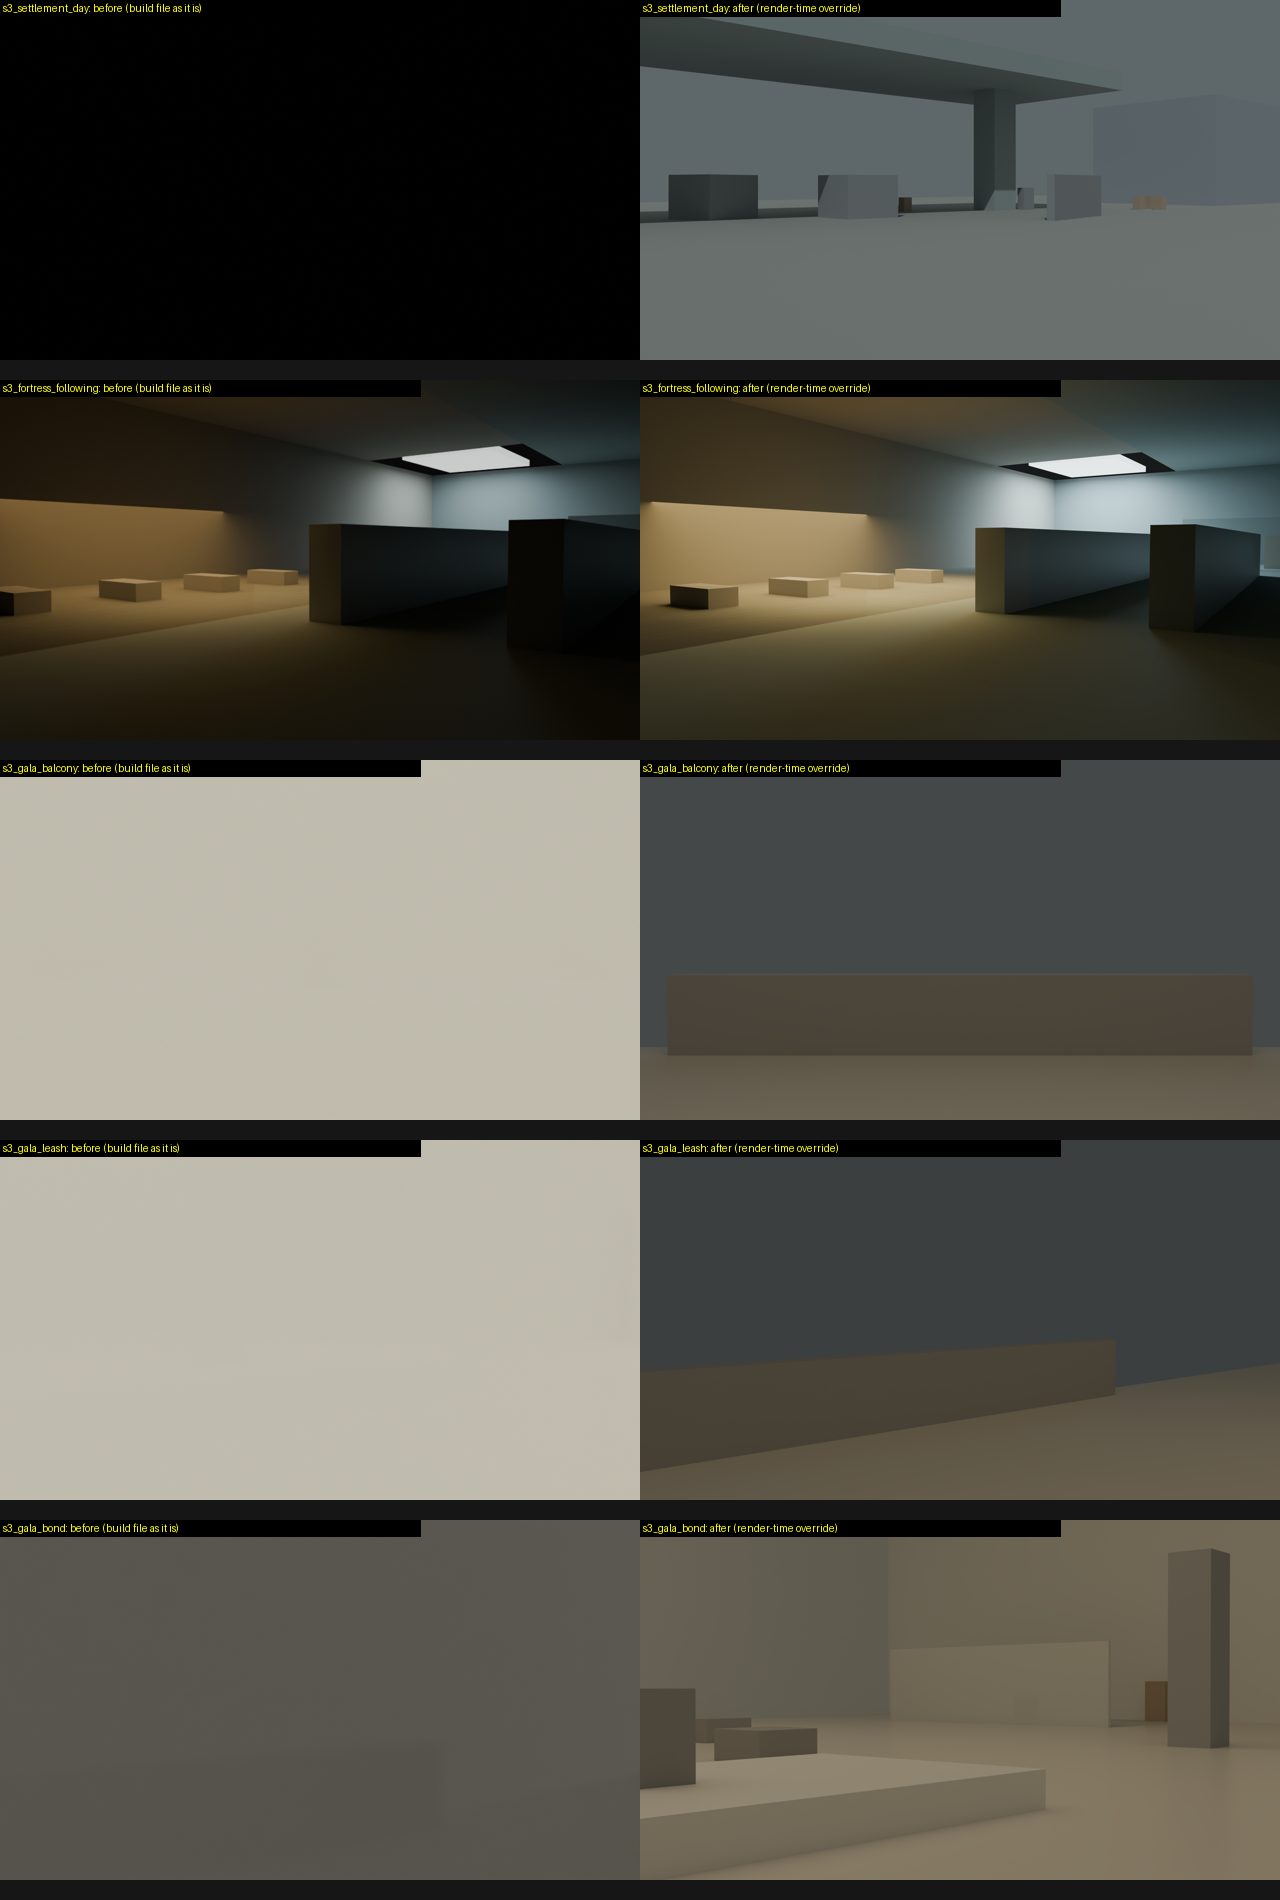 s3_settlement_day: before (build file as it is)
s3_settlement_day: after (render-time override)
s3_fortress_following: before (build file as it is)
s3_fortress_following: after (render-time override)
s3_gala_balcony: before (build file as it is)
s3_gala_balcony: after (render-time override)
s3_gala_leash: before (build file as it is)
s3_gala_leash: after (render-time override)
s3_gala_bond: before (build file as it is)
s3_gala_bond: after (render-time override)